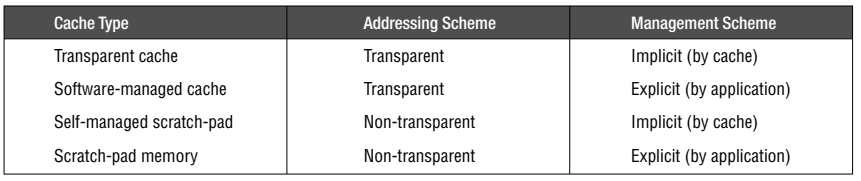 Cache Type Addressing Scheme Management Scheme
Transparent cache Transparent Implicit (by cache)
Software-managed cache Transparent Explicit (by application)
Self-managed scratch-pad Non-transparent Implicit (by cache)
Scratch-pad memory Non-transparent Explicit (by application)